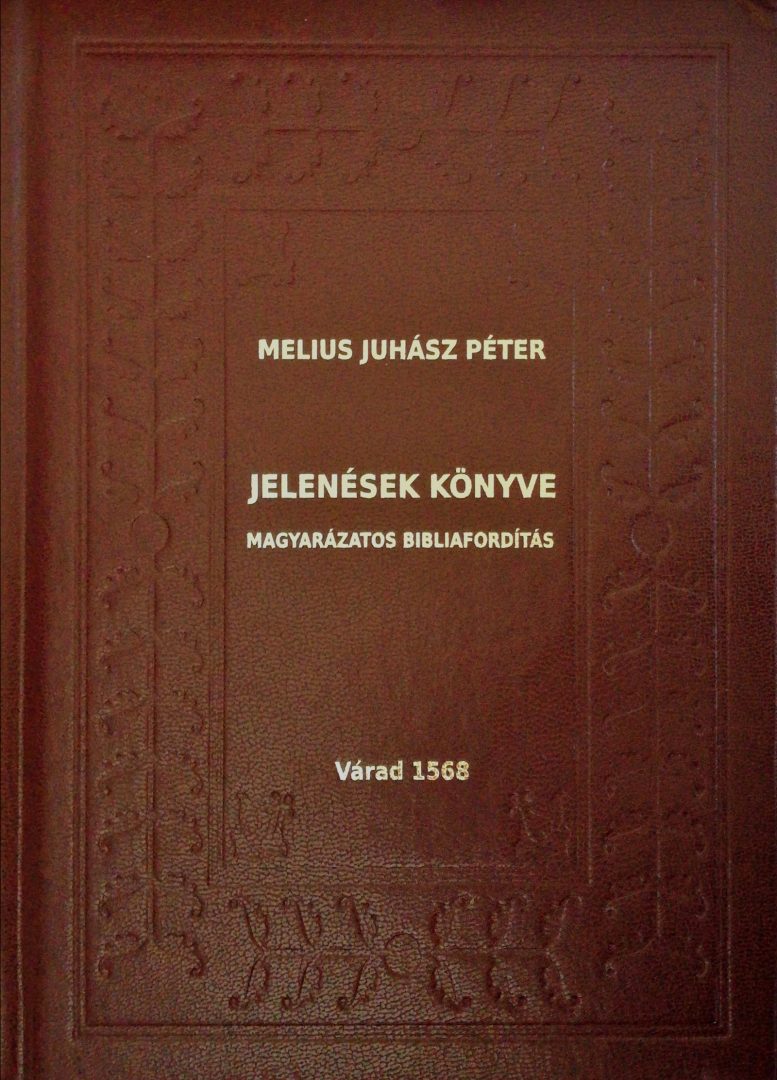 MELIUS JUHÁSZ PÉTER
JELENÉSEK KÖNYVE
MAGYARÁZATOS BIBLIAFORDÍTÁS
Várad 1568